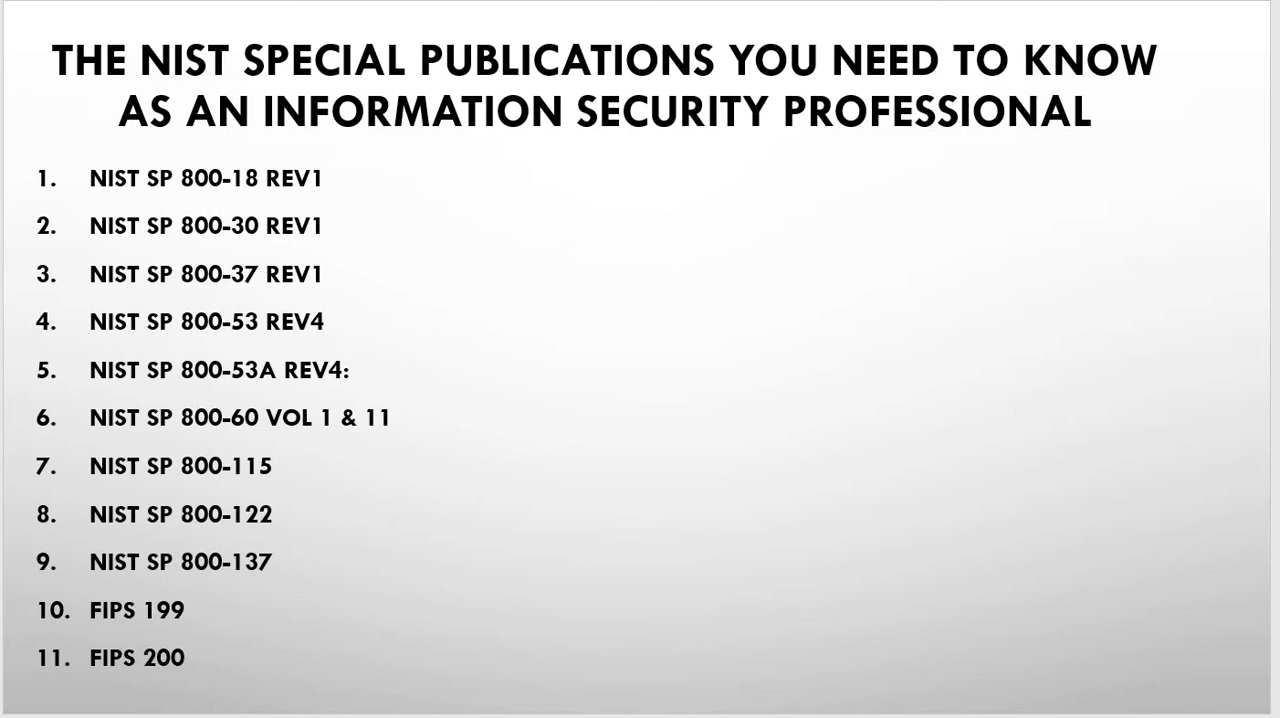 THE NIST SPECIAL PUBLICATIONS YOU NEED TO KNOW
AS AN INFORMATION SECURITY PROFESSIONAL
1. NIST SP 800-18 REV1
2. NIST SP 800-30 REV1
3. NIST SP 800-37 REV1
4. NIST SP 800-53 REV4
5. NIST SP 800-53A REV4:
6. NIST SP 800-60 VOL 1 & 11
7. NIST SP 800-115
8. NIST SP 800-122
9. NIST SP 800-137
10. FIPS 199
11. FIPS 200